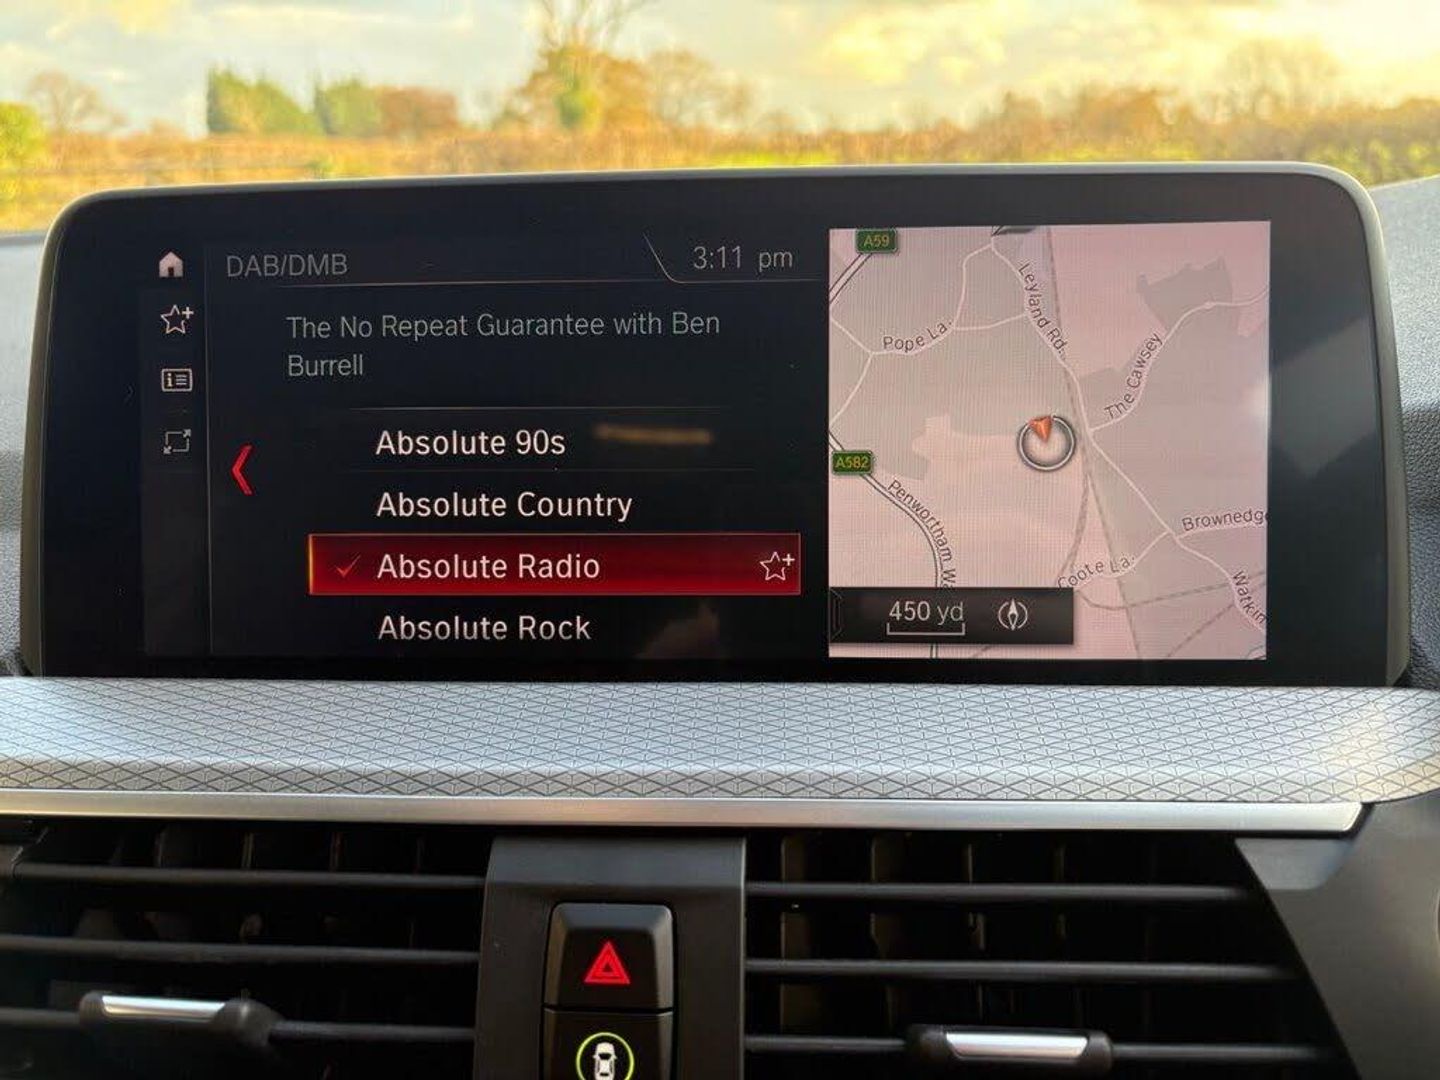 DAB/DMB
3:11 pm
The No Repeat Guarantee with Ben
Burrell
Absolute 90s
Absolute Country
Absolute Radio
Absolute Rock
A59
Leyland Rd.
Pope La.
The Cawsey
A582
Penwortham W
Brownedge
Coote La.
Watkin
450 yd